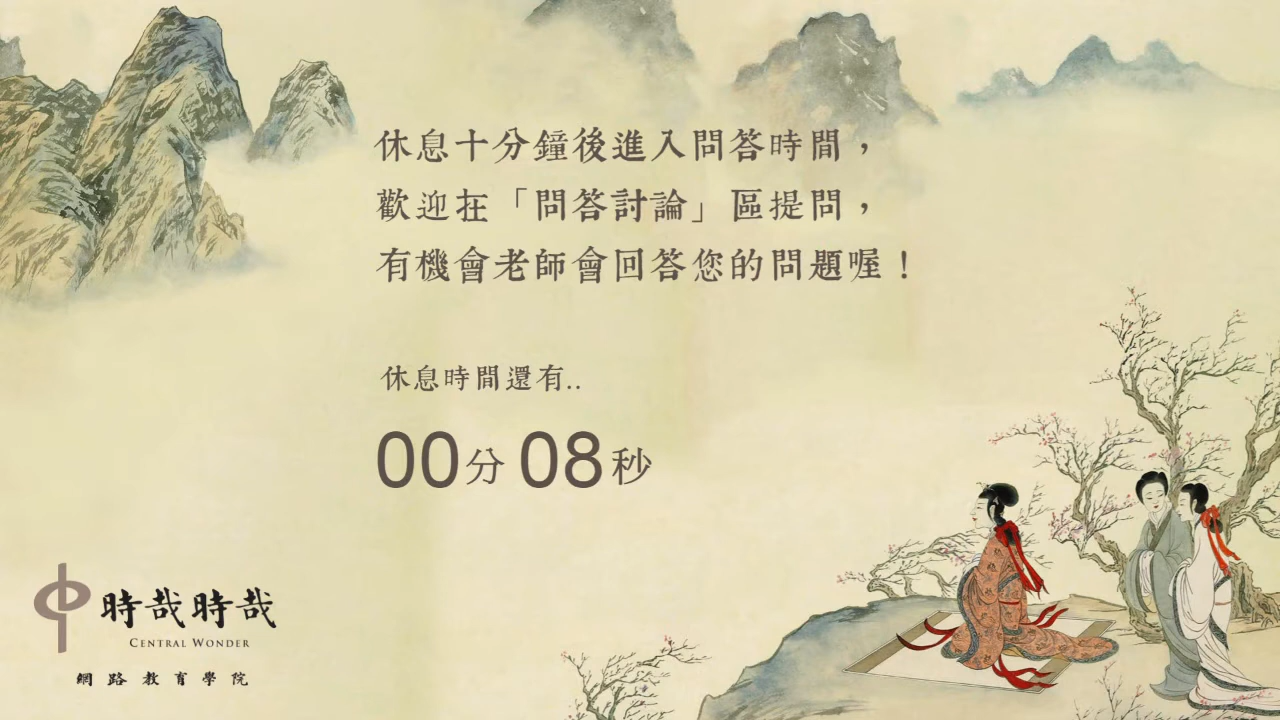 休息十分鐘後進入問答時間，
歡迎在「問答討論」區提問，
有機會老師會回答您的問題喔！
休息時間還有..
00分08秒
時哉時哉
CENTRAL WONDER
網路教育學院